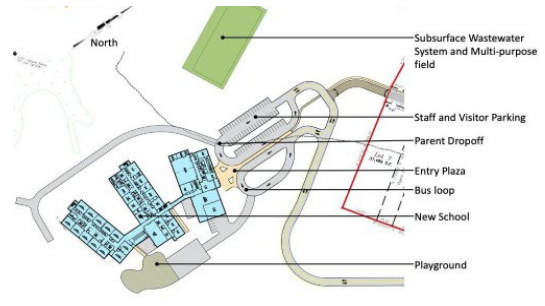 North
Subsurface Wastewater
System and Multi-purpose
field
Staff and Visitor Parking
Parent Dropoff
Entry Plaza
Bus loop
New School
Playground